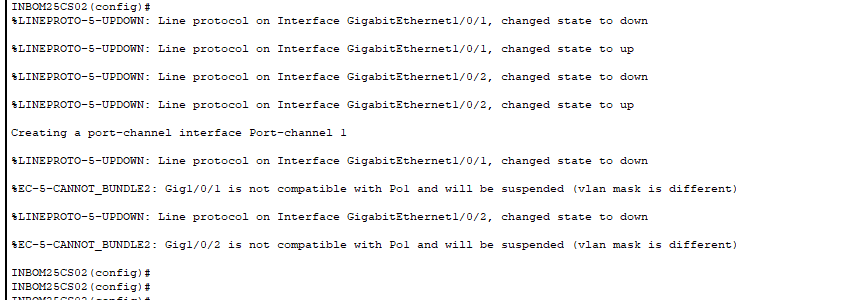 INBOM25CS02(config)#
%LINEPROTO-5-UPDOWN: Line protocol on Interface GigabitEthernet1/0/1, changed state to down
%LINEPROTO-5-UPDOWN: Line protocol on Interface GigabitEthernet1/0/1, changed state to up
%LINEPROTO-5-UPDOWN: Line protocol on Interface GigabitEthernet1/0/2, changed state to down
%LINEPROTO-5-UPDOWN: Line protocol on Interface GigabitEthernet1/0/2, changed state to up
Creating a port-channel interface Port-channel 1
%LINEPROTO-5-UPDOWN: Line protocol on Interface GigabitEthernet1/0/1, changed state to down
%EC-5-CANNOT_BUNDLE2: Gig1/0/1 is not compatible with Po1 and will be suspended (vlan mask is different)
%LINEPROTO-5-UPDOWN: Line protocol on Interface GigabitEthernet1/0/2, changed state to down
%EC-5-CANNOT_BUNDLE2: Gig1/0/2 is not compatible with Po1 and will be suspended (vlan mask is different)
INBOM25CS02(config)#
INBOM25CS02(config)#
INBOM25CS02(config)#